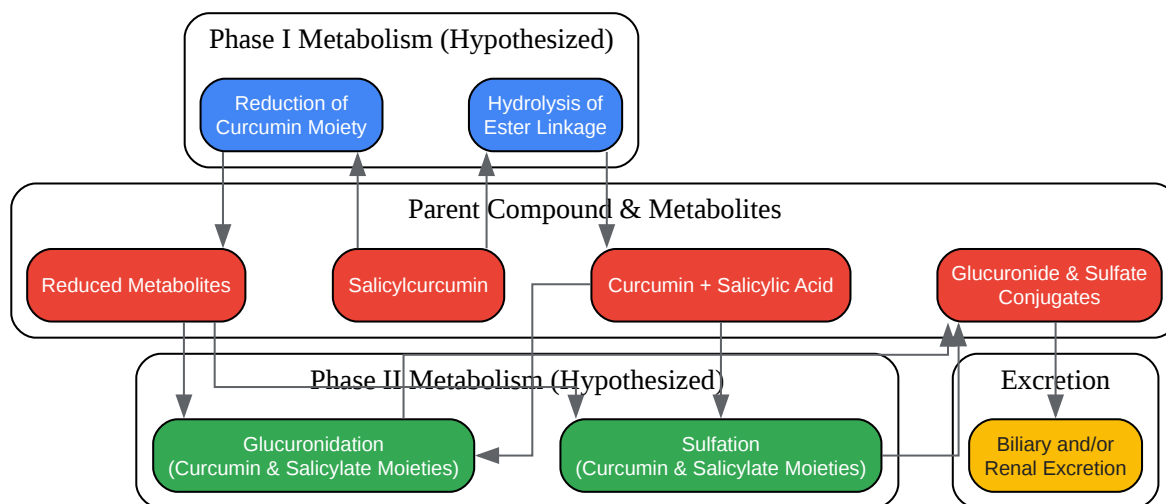 Phase I Metabolism (Hypothesized)
Reduction of
Curcumin Moiety
Hydrolysis of
Ester Linkage
Parent Compound & Metabolites
Reduced Metabolites
Salicylcurcumin
Curcumin + Salicylic Acid
Glucuronide & Sulfate
Conjugates
Phase II Metabolism (Hypothesized)
Glucuronidation
(Curcumin & Salicylate Moieties)
Sulfation
(Curcumin & Salicylate Moieties)
Excretion
Biliary and/or
Renal Excretion